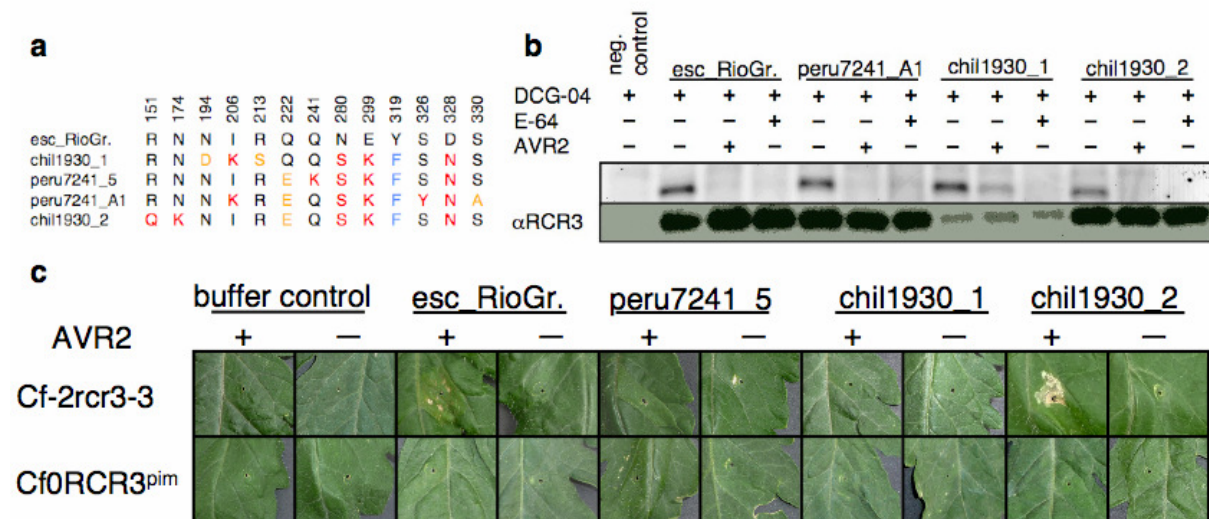 a
151 174 194 206 213 222 241 280 299 319 326 328 330
esc_RioGr. R N N I R Q Q N E Y S D S
chil1930_1 R N D K S Q Q S K F S N S
peru7241_5 R N N I R E K S K F S N S
peru7241_A1 R N N K R E Q S K F Y N A
chil1930_2 Q K N I R E Q S K F S N S
b
neg. control
esc_RioGr. peru7241_A1 chil1930_1 chil1930_2
DCG-04 + + + + + + + + + + + + +
E-64 – – – + – – + – – + – – +
AVR2 – – + – – + – – + – – + –
αRCR3
c
buffer control esc_RioGr. peru7241_5 chil1930_1 chil1930_2
AVR2 + – + – + – + – + –
Cf-2rcr3-3
Cf0RCR3pim